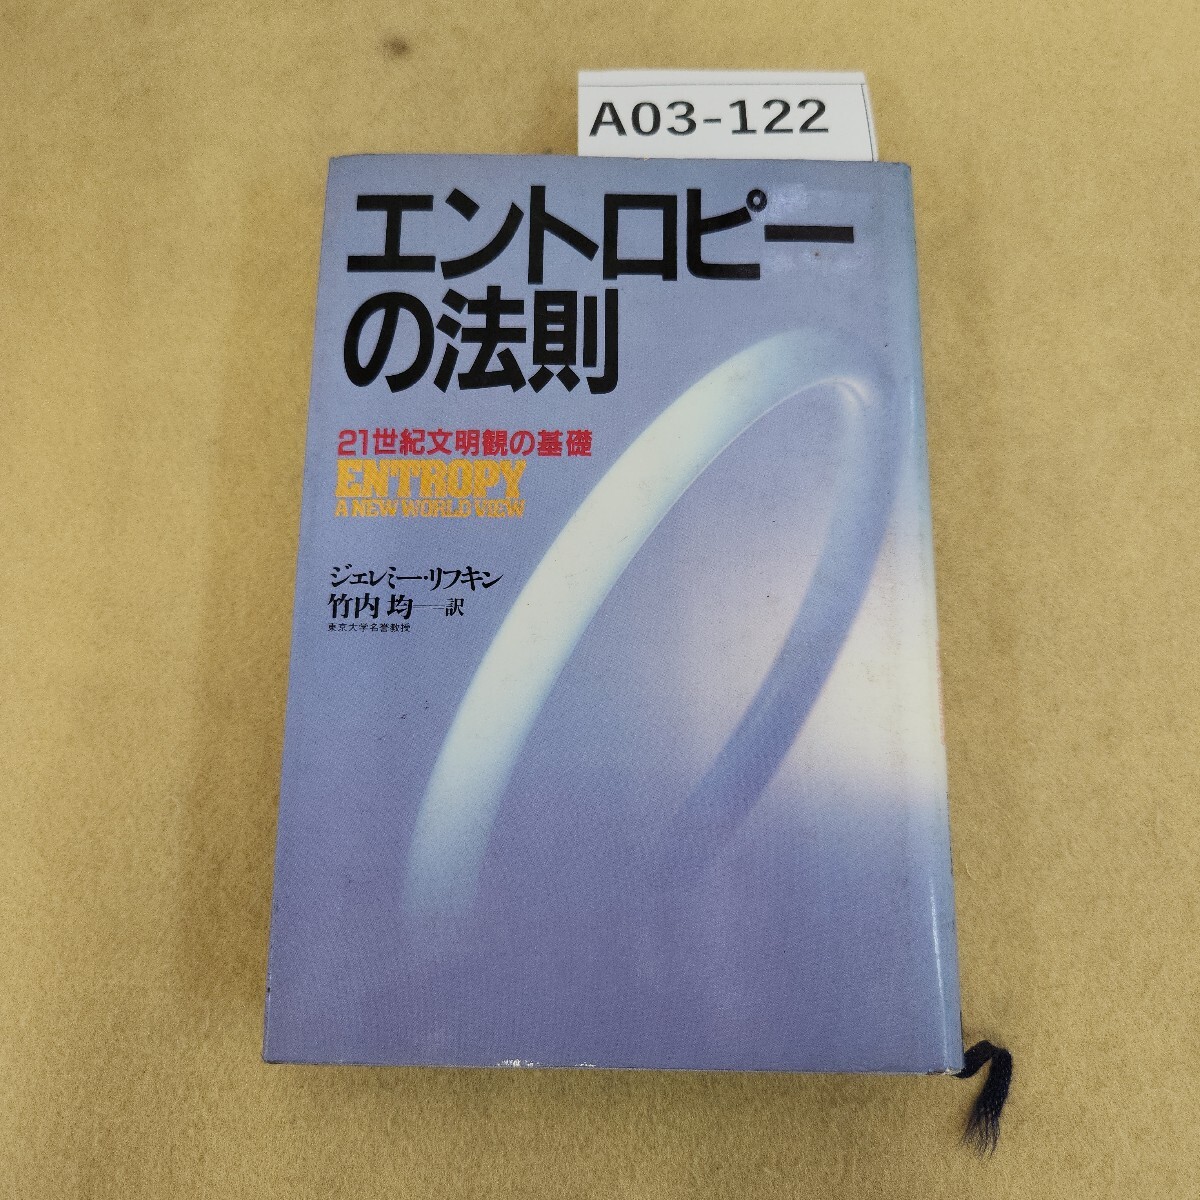 A03-122
エントロピー
の法則
21世紀文明観の基礎
ENTROPY
A NEW WORLD VIEW
ジェレミー・リフキン
竹内 均──訳
東京大学名誉教授